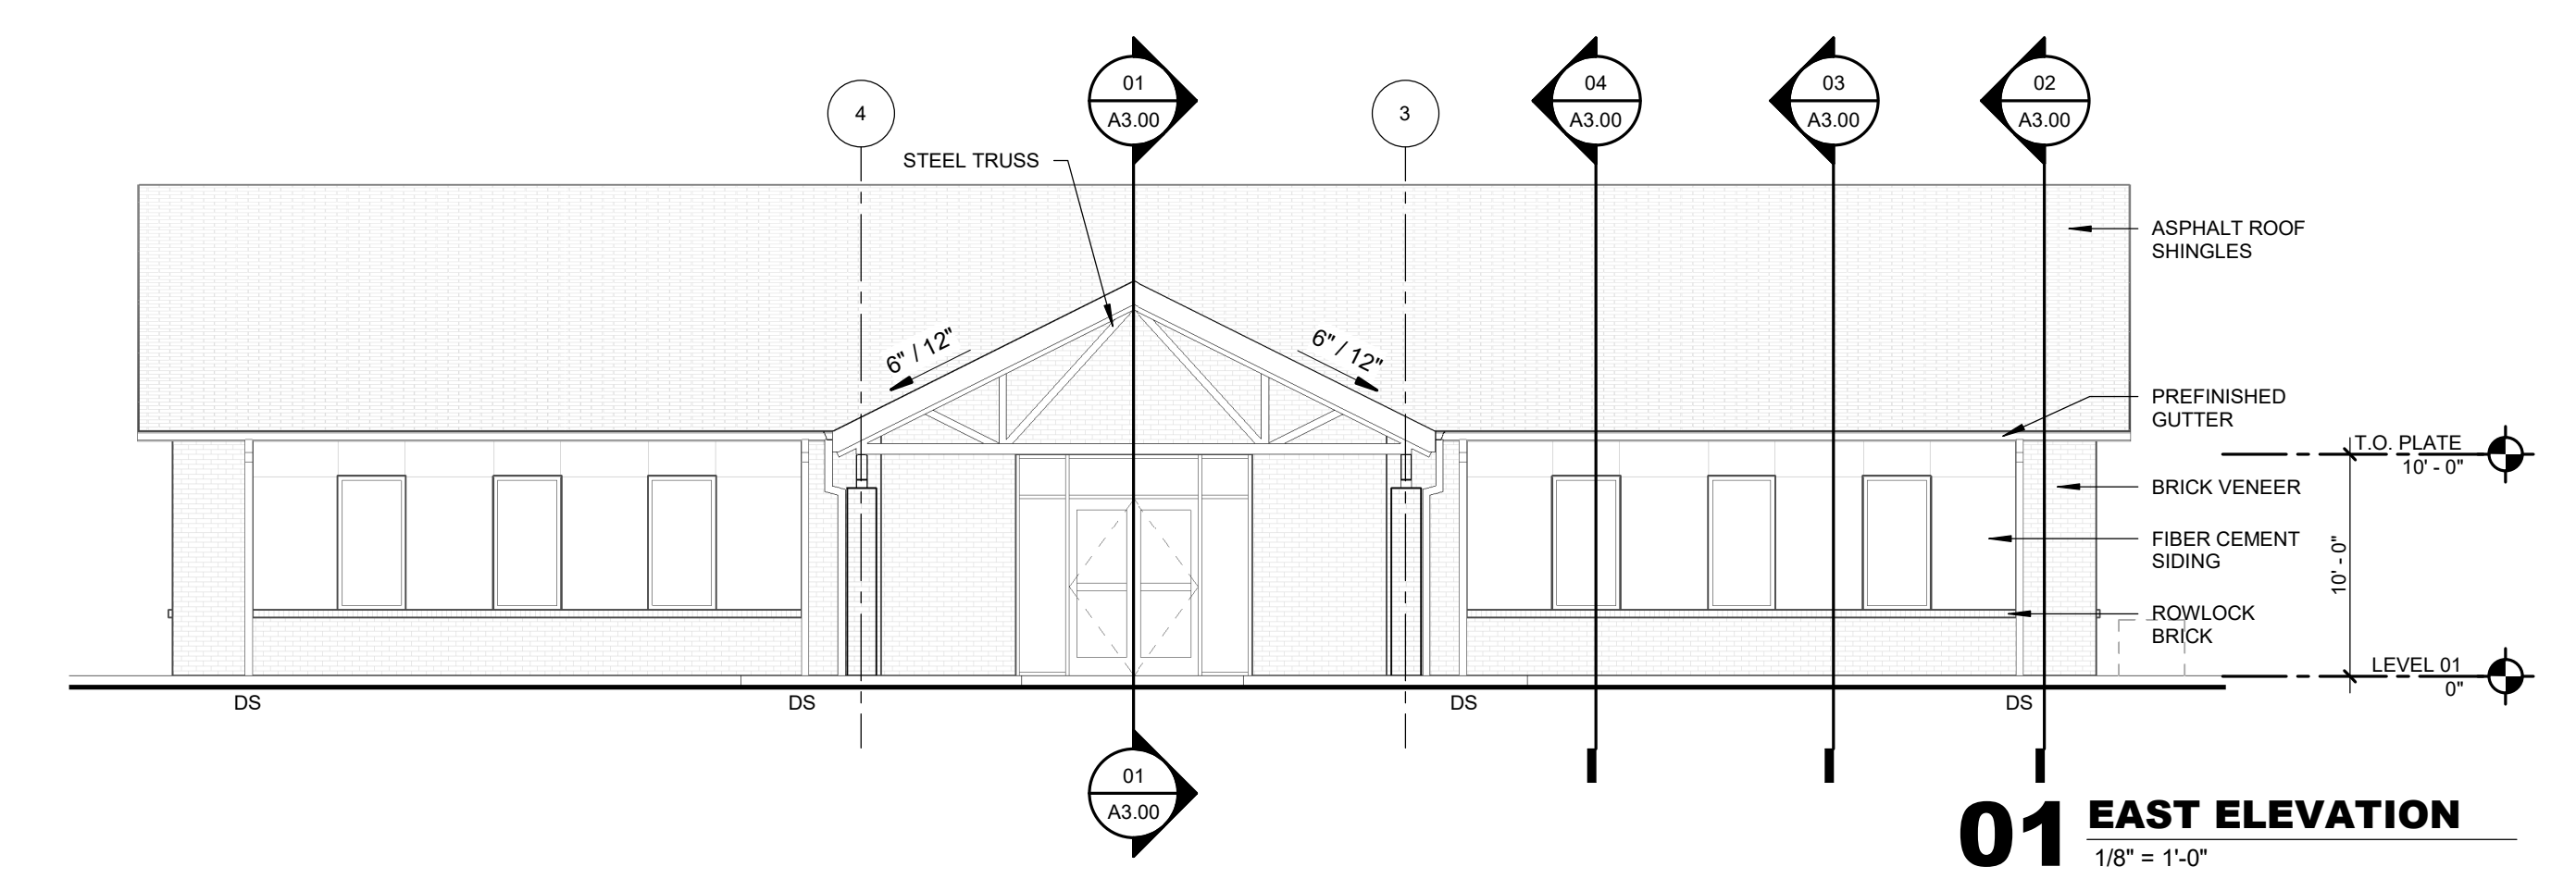 01
A3.00
04
A3.00
03
A3.00
02
A3.00
4
3
STEEL TRUSS
ASPHALT ROOF
SHINGLES
6" / 12"
6" / 12"
PREFINISHED
GUTTER
T.O. PLATE
10' - 0"
BRICK VENEER
FIBER CEMENT
SIDING
10' - 0"
ROWLOCK
BRICK
LEVEL 01
0"
DS
DS
DS
DS
01
A3.00
01
EAST ELEVATION
1/8" = 1'-0"